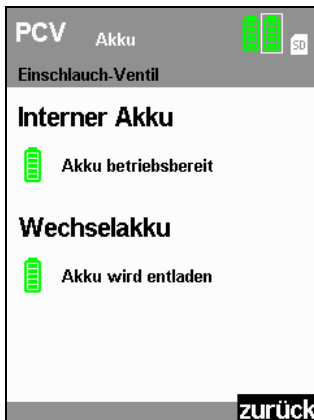 PCV Akku SD
Einschlauch-Ventil
Interner Akku
Akku betriebsbereit
Wechselakku
Akku wird entladen
zurück